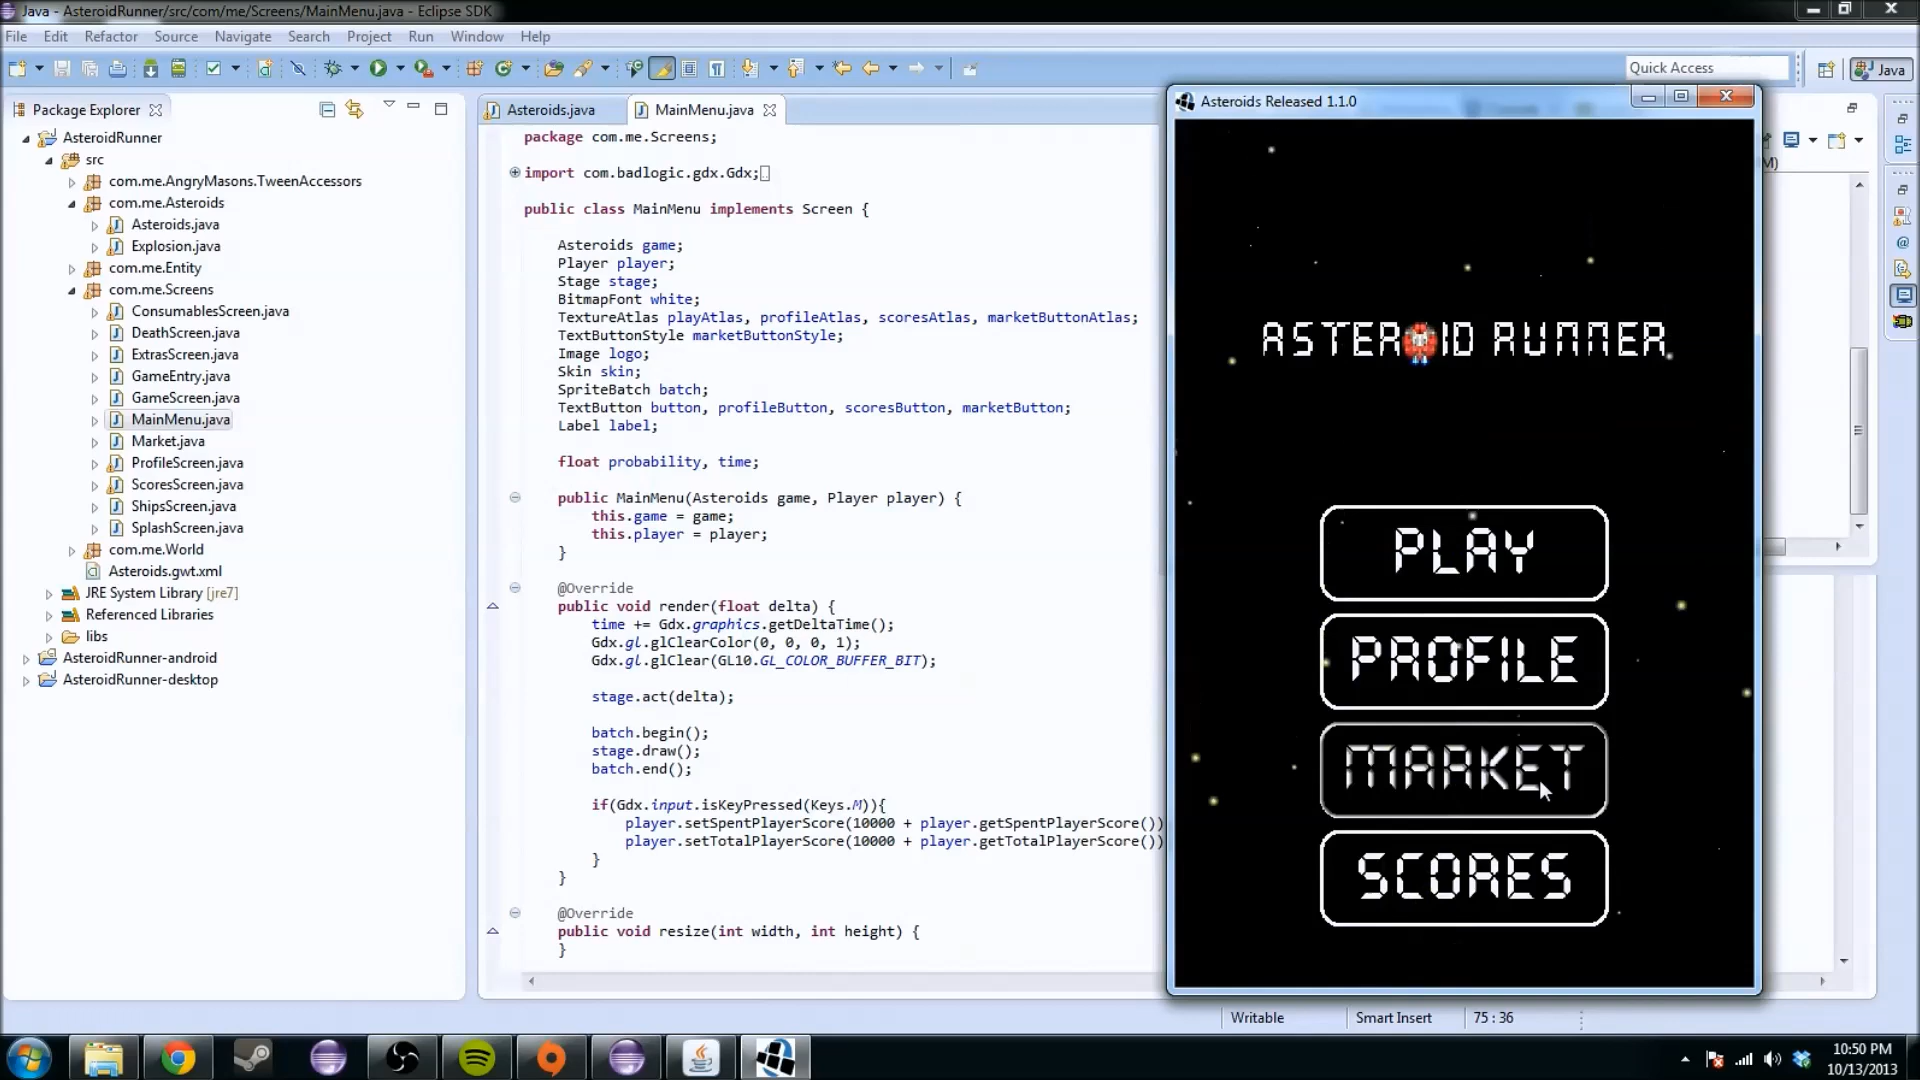 Java - AsteroidRunner/src/com/me/Screens/MainMenu.java - Eclipse SDK
File Edit Refactor Source Navigate Search Project Run Window Help
Quick Access
Java
Package Explorer
AsteroidRunner
src
com.me.AngryMasons.TweenAccessors
com.me.Asteroids
Asteroids.java
Explosion.java
com.me.Entity
com.me.Screens
ConsumablesScreen.java
DeathScreen.java
ExtrasScreen.java
GameEntry.java
GameScreen.java
MainMenu.java
Market.java
ProfileScreen.java
ScoresScreen.java
ShipsScreen.java
SplashScreen.java
com.me.World
Asteroids.gwt.xml
JRE System Library [jre7]
Referenced Libraries
libs
AsteroidRunner-android
AsteroidRunner-desktop
Asteroids.java MainMenu.java
package com.me.Screens;
import com.badlogic.gdx.Gdx;
public class MainMenu implements Screen {
Asteroids game;
Player player;
Stage stage;
BitmapFont white;
TextureAtlas playAtlas, profileAtlas, scoresAtlas, marketButtonAtlas;
TextButtonStyle marketButtonStyle;
Image logo;
Skin skin;
SpriteBatch batch;
TextButton button, profileButton, scoresButton, marketButton;
Label label;
float probability, time;
public MainMenu(Asteroids game, Player player) {
this.game = game;
this.player = player;
}
@Override
public void render(float delta) {
time += Gdx.graphics.getDeltaTime();
Gdx.gl.glClearColor(0, 0, 0, 1);
Gdx.gl.glClear(GL10.GL_COLOR_BUFFER_BIT);
stage.act(delta);
batch.begin();
stage.draw();
batch.end();
if(Gdx.input.isKeyPressed(Keys.M)){
player.setSpentPlayerScore(10000 + player.getSpentPlayerScore())
player.setTotalPlayerScore(10000 + player.getTotalPlayerScore())
}
}
@Override
public void resize(int width, int height) {
}
Asteroids Released 1.1.0
M)
ASTEROID RUNNER
PLAY
PROFILE
MARKET
SCORES
Writable Smart Insert 75 : 36
10:50 PM
10/13/2013